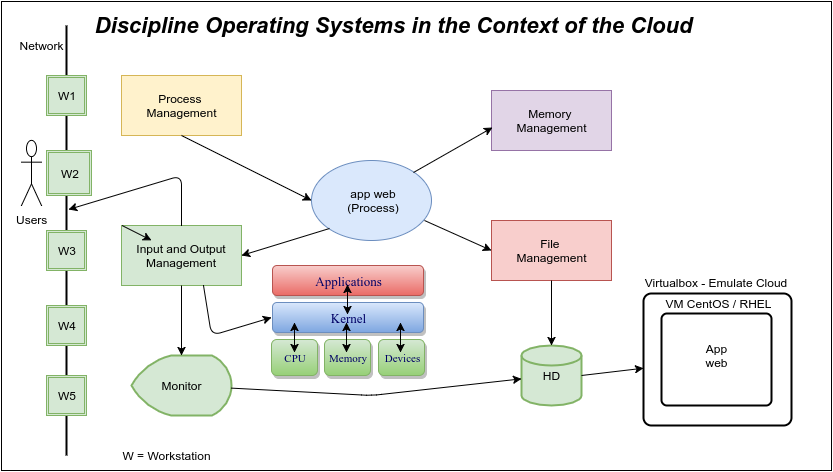 Discipline Operating Systems in the Context of the Cloud
Network
W1
W2
Users
W3
W4
W5
Process
Management
Memory
Management
app web
(Process)
Input and Output
Management
File
Management
Applications
Kernel
CPU
Memory
Devices
Monitor
HD
Virtualbox - Emulate Cloud
VM CentOS / RHEL
App
web
W = Workstation